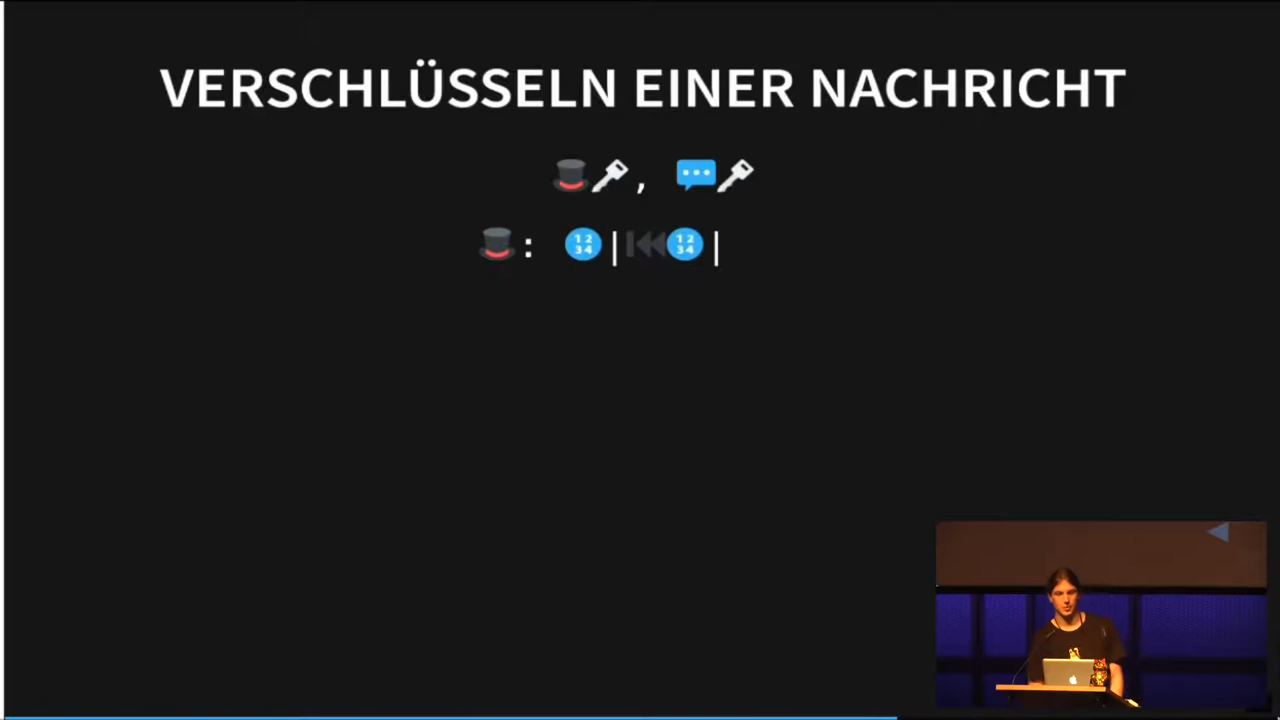 VERSCHLÜSSELN EINER NACHRICHT
🎩🔑, 💬🔑
🎩: 🔢|⏮🔢|